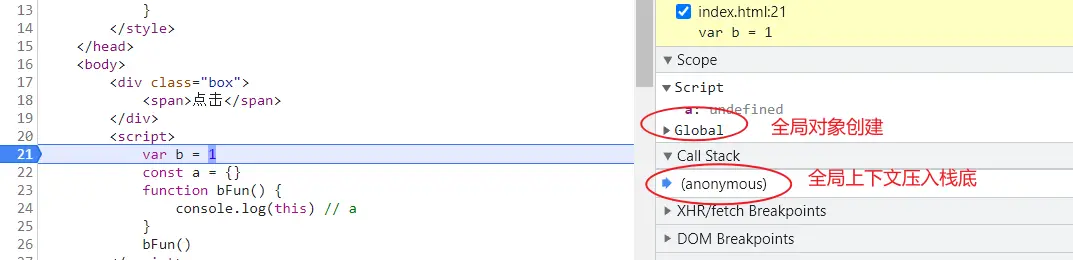 13 }
14 </style>
15 </head>
16 <body>
17 <div class="box">
18 <span>点击</span>
19 </div>
20 <script>
21 var b = 1
22 const a = {}
23 function bFun() {
24 console.log(this) // a
25 }
26 bFun()
index.html:21
var b = 1
Scope
Script
a: undefined
Global 全局对象创建
Call Stack
(anonymous) 全局上下文压入栈底
XHR/fetch Breakpoints
DOM Breakpoints